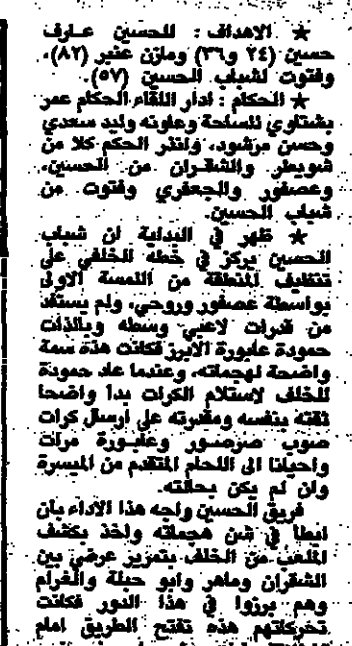 ★ الاهداف : للحسين عارف
حسين (٢٤ و٣٦) ومازن عنبر (٨٢)،
وفتوت لشباب الحسين (٥٧).
★ الحكام : ادار اللقاء الحكام عمر
بشتاوي للساحة وعاونه وليد سعدي
وحسن مرشود، وانذر الحكم كلا من
شويطر والشقران من الحسين،
وعصفور والجعفري وفتوت من
شباب الحسين.
★ ظهر في البداية ان شباب
الحسين يركز في خطه الخلفي على
تنظيف المنطقة من اللمسة الاولى
بواسطة عصفور وروحي، ولم يستفد
من قدرات لاعبي وسطه وبالذات
حمودة عابورة الابرز فكانت هذه سمة
واضحة لهجماته، وعندما عاد حمودة
للخلف لاستلام الكرات بدا واضحا
ثقته بنفسه ومقدرته على ارسال كرات
صوب صرصور وعابورة مرات
واحيانا الى اللحام المتقدم من الميسرة
وان لم يكن بحالته.
فريق الحسين واجه هذا الاداء بان
ابطأ في شن هجماته واخذ يكشف
الملعب من الخلف بتمرير عرضي بين
الشقران وماهر وابو حبلة والغرام
وهم برزوا في هذا الدور فكانت
تحركاتهم هذه تفتح الطريق امام